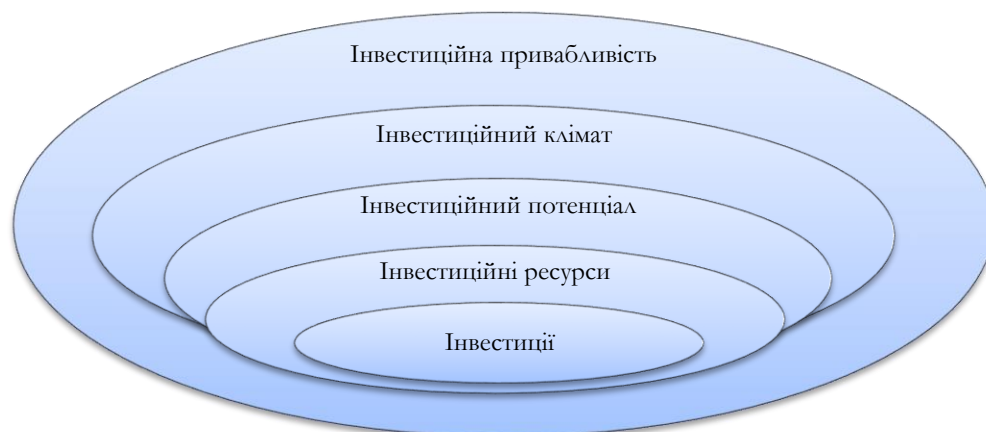 Інвестиційна привабливість
Інвестиційний клімат
Інвестиційний потенціал
Інвестиційні ресурси
Інвестиції